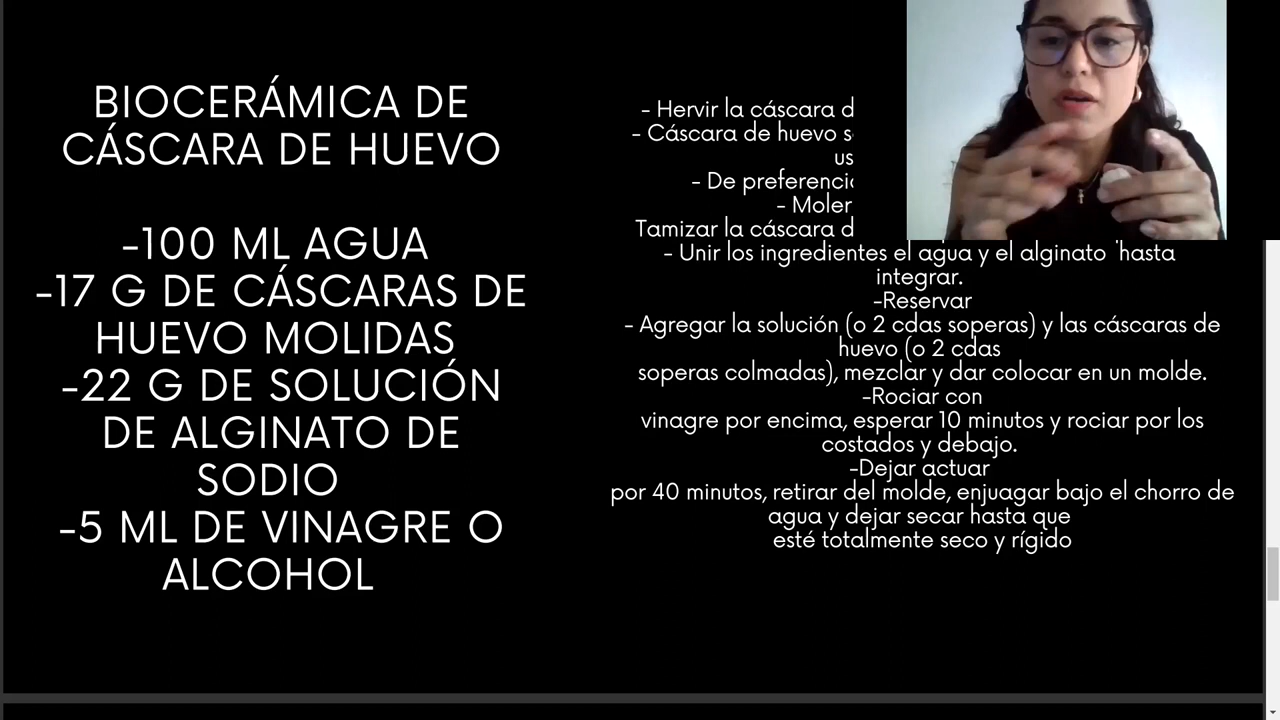 BIOCERÁMICA DE
CÁSCARA DE HUEVO
-100 ML AGUA
-17 G DE CÁSCARAS DE
HUEVO MOLIDAS
-22 G DE SOLUCIÓN
DE ALGINATO DE
SODIO
-5 ML DE VINAGRE O
ALCOHOL
- Hervir la cáscara
- Cáscara de huevo
- De preferencia
- Moler
Tamizar la cáscara
- Unir los ingredientes el agua y el alginato hasta
integrar.
-Reservar
- Agregar la solución (o 2 cdas soperas) y las cáscaras de
huevo (o 2 cdas
soperas colmadas), mezclar y dar colocar en un molde.
-Rociar con
vinagre por encima, esperar 10 minutos y rociar por los
costados y debajo.
-Dejar actuar
por 40 minutos, retirar del molde, enjuagar bajo el chorro de
agua y dejar secar hasta que
esté totalmente seco y rígido